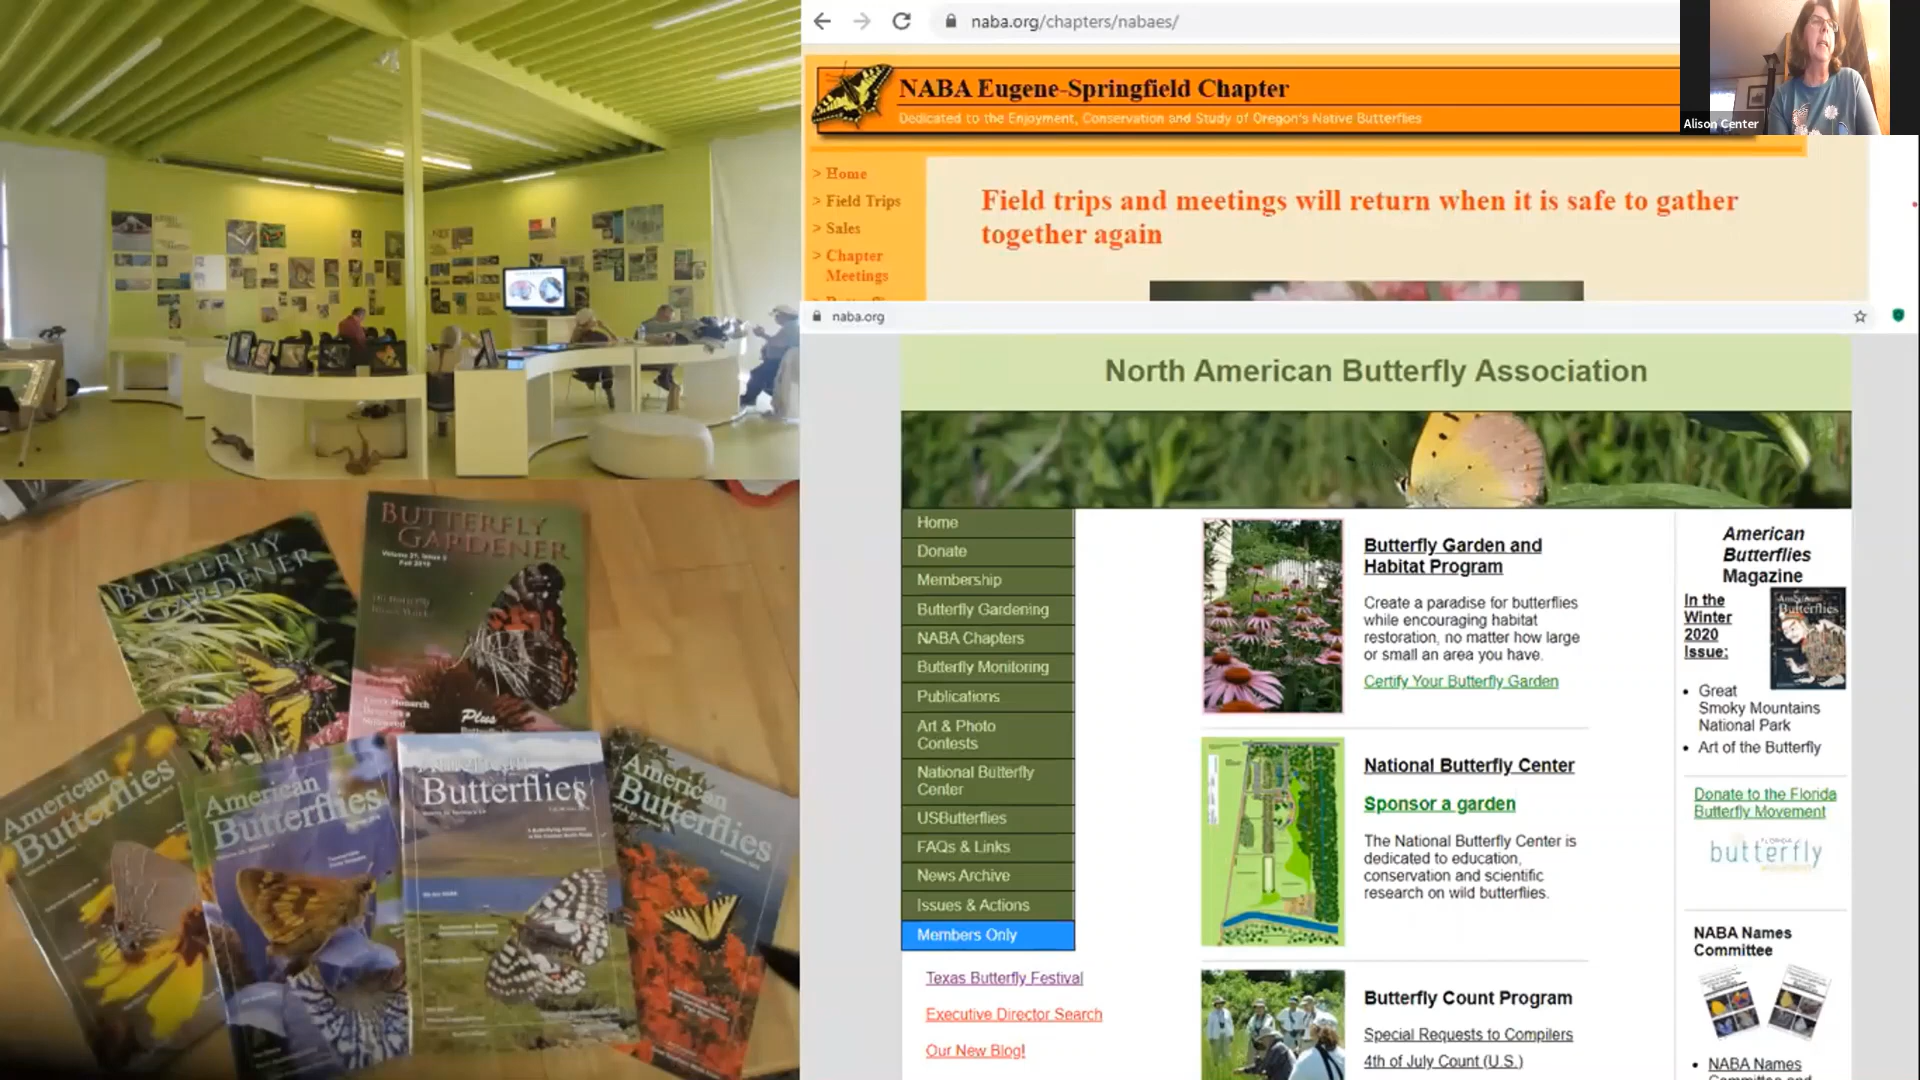 naba.org/chapters/nabaes/
NABA Eugene-Springfield Chapter
Dedicated to the Enjoyment, Conservation and Study of Oregon's Native Butterflies
Alison Center
> Home
> Field Trips
> Sales
> Chapter
Meetings
Field trips and meetings will return when it is safe to gather
together again
naba.org
North American Butterfly Association
Home
Donate
Membership
Butterfly Gardening
NABA Chapters
Butterfly Monitoring
Publications
Art & Photo
Contests
National Butterfly
Center
USButterflies
FAQs & Links
News Archive
Issues & Actions
Members Only
Texas Butterfly Festival
Executive Director Search
Our New Blog!
Butterfly Garden and
Habitat Program
Create a paradise for butterflies
while encouraging habitat
restoration, no matter how large
or small an area you have.
Certify Your Butterfly Garden
National Butterfly Center
Sponsor a garden
The National Butterfly Center is
dedicated to education,
conservation and scientific
research on wild butterflies.
Butterfly Count Program
Special Requests to Compilers
4th of July Count (U.S.)
American
Butterflies
Magazine
In the
Winter
2020
Issue:
Butterflies
• Great
Smoky Mountains
National Park
• Art of the Butterfly
Donate to the Florida
Butterfly Movement
butterfly
NABA Names
Committee
• NABA Names
BUTTERFLY
GARDENER
BUTTERFLY
GARDENER
Plus
American
Butterflies
American
Butterflies
Butterflies
American
Butterflies